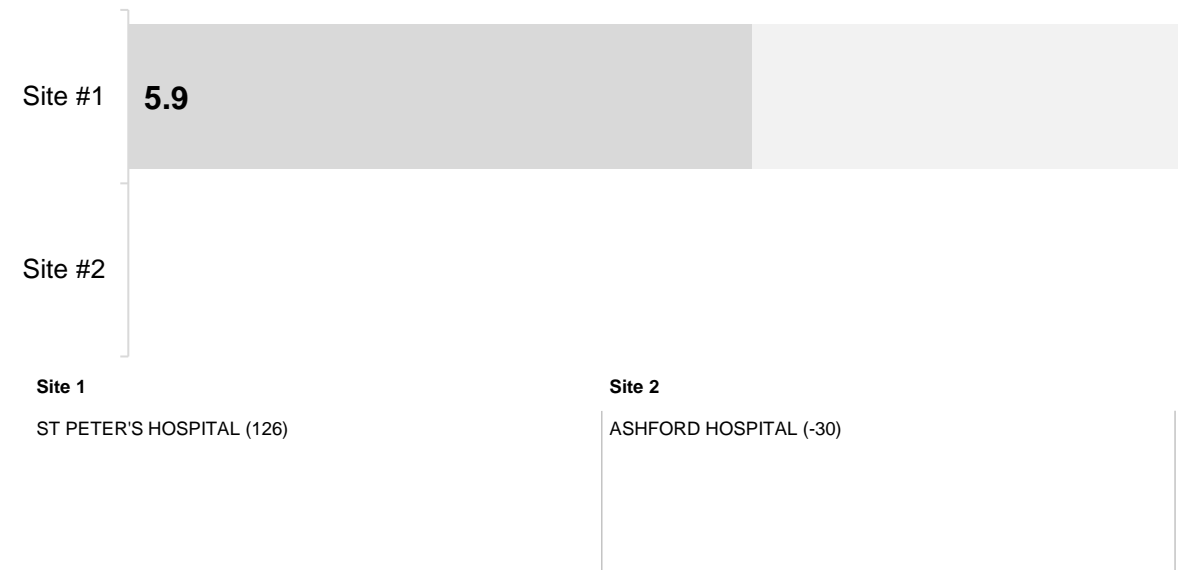 Site #1
5.9
Site #2
Site 1
Site 2
ST PETER'S HOSPITAL (126)
ASHFORD HOSPITAL (-30)